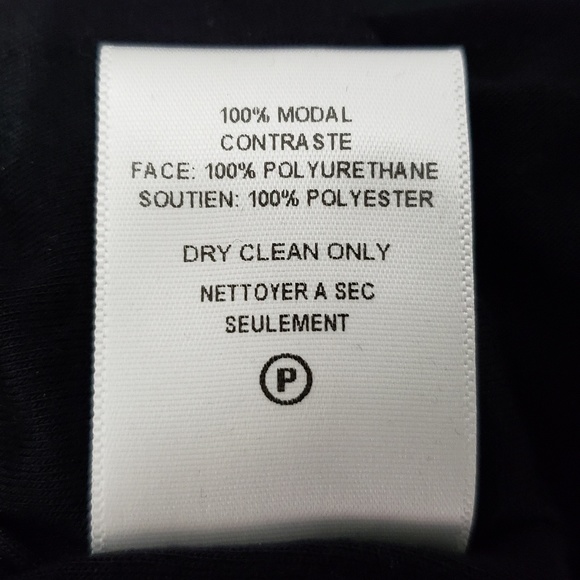 100% MODAL
CONTRASTE
FACE: 100% POLYURETHANE
SOUTIEN: 100% POLYESTER
DRY CLEAN ONLY
NETTOYER A SEC
SEULEMENT
P